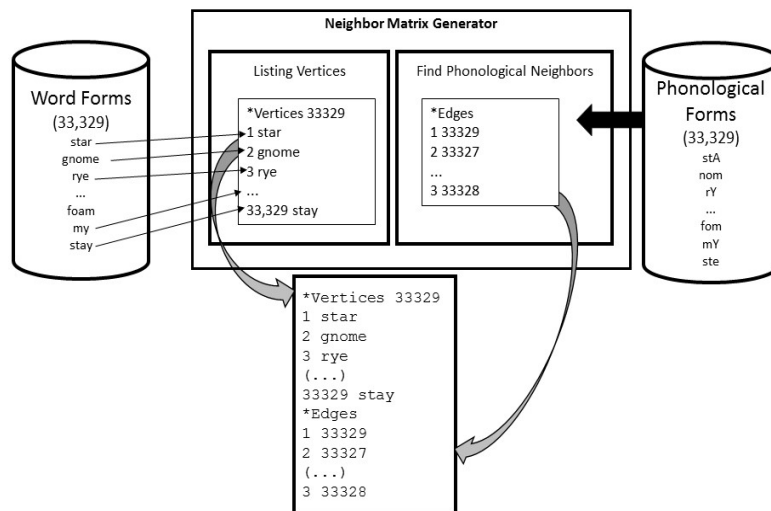 Neighbor Matrix Generator
Word Forms
(33,329)
star
gnome
rye
...
foam
my
stay
Listing Vertices
*Vertices 33329
1 star
2 gnome
3 rye
...
33,329 stay
Find Phonological Neighbors
*Edges
1 33329
2 33327
...
3 33328
Phonological
Forms
(33,329)
stA
nom
rY
...
fom
mY
ste
*Vertices 33329
1 star
2 gnome
3 rye
(...)
33329 stay
*Edges
1 33329
2 33327
(...)
3 33328